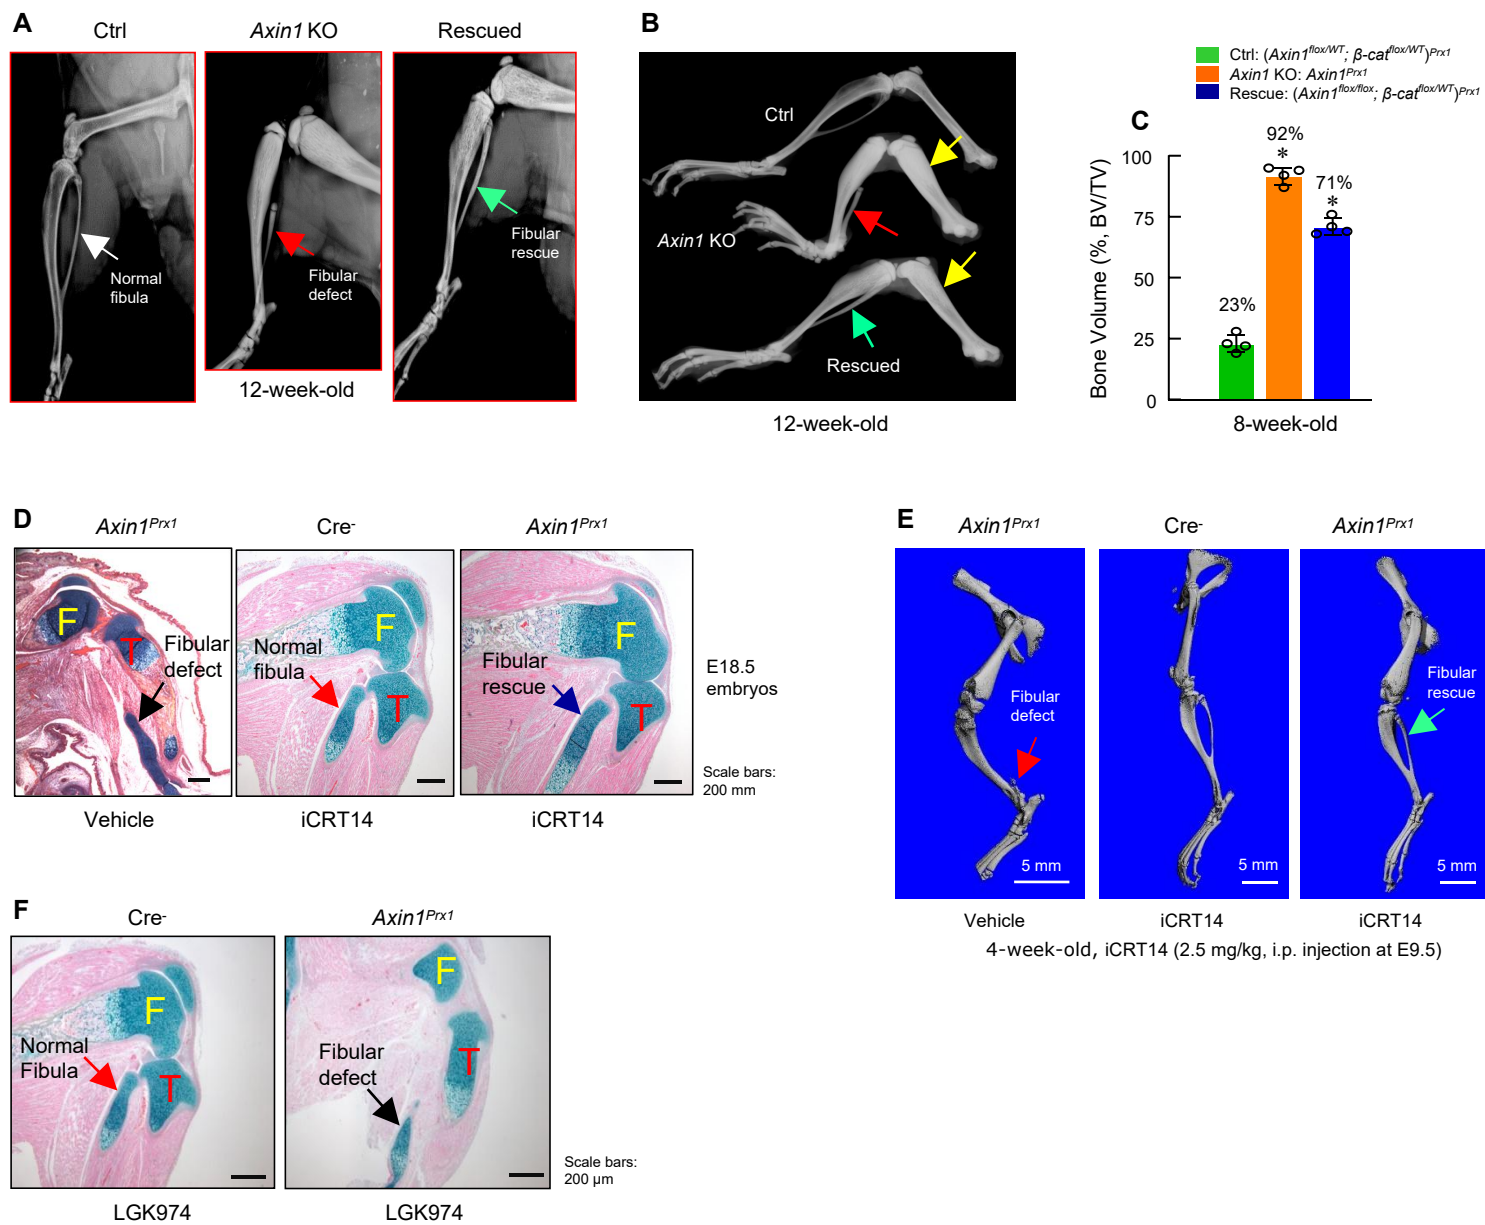 A
Ctrl
Axin1 KO
Rescued
Normal
fibula
Fibular
defect
Fibular
rescue
12-week-old
B
Ctrl
Axin1 KO
Rescued
12-week-old
Ctrl: (Axin1flox/WT; β-catflox/WT)Prx1
Axin1 KO: Axin1Prx1
Rescue: (Axin1flox/flox; β-catflox/WT)Prx1
C
Bone Volume (%, BV/TV)
100
75
50
25
0
23%
92%
*
71%
*
8-week-old
D
Axin1Prx1
Cre-
Axin1Prx1
F
T
Fibular
defect
F
T
Normal
fibula
F
T
Fibular
rescue
E18.5
embryos
Scale bars:
200 mm
Vehicle
iCRT14
iCRT14
E
Axin1Prx1
Cre-
Axin1Prx1
Fibular
defect
Fibular
rescue
5 mm
5 mm
5 mm
Vehicle
iCRT14
iCRT14
4-week-old, iCRT14 (2.5 mg/kg, i.p. injection at E9.5)
F
Cre-
Axin1Prx1
F
T
Normal
Fibula
F
T
Fibular
defect
Scale bars:
200 µm
LGK974
LGK974